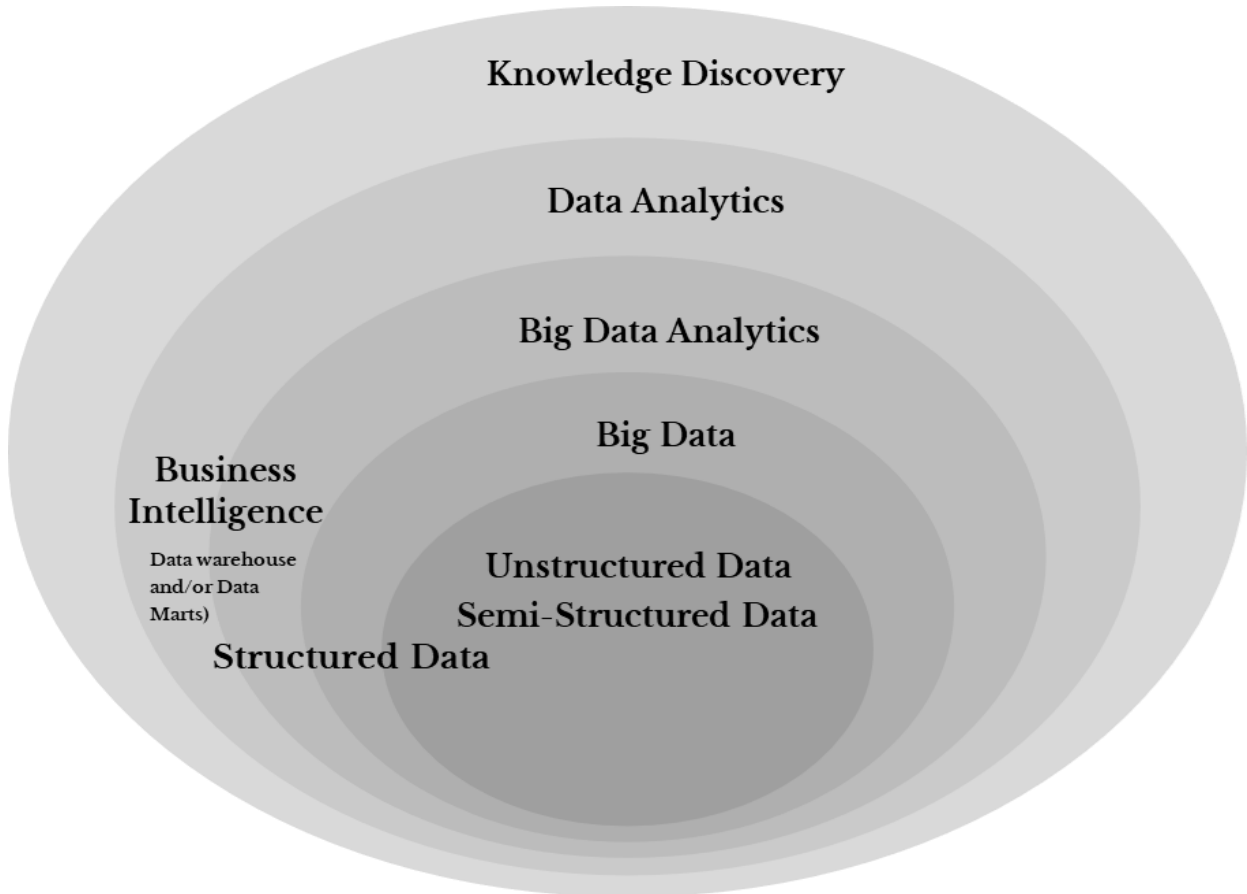 Knowledge Discovery
Data Analytics
Big Data Analytics
Big Data
Business
Intelligence
Data warehouse
and/or Data
Marts)
Unstructured Data
Semi-Structured Data
Structured Data